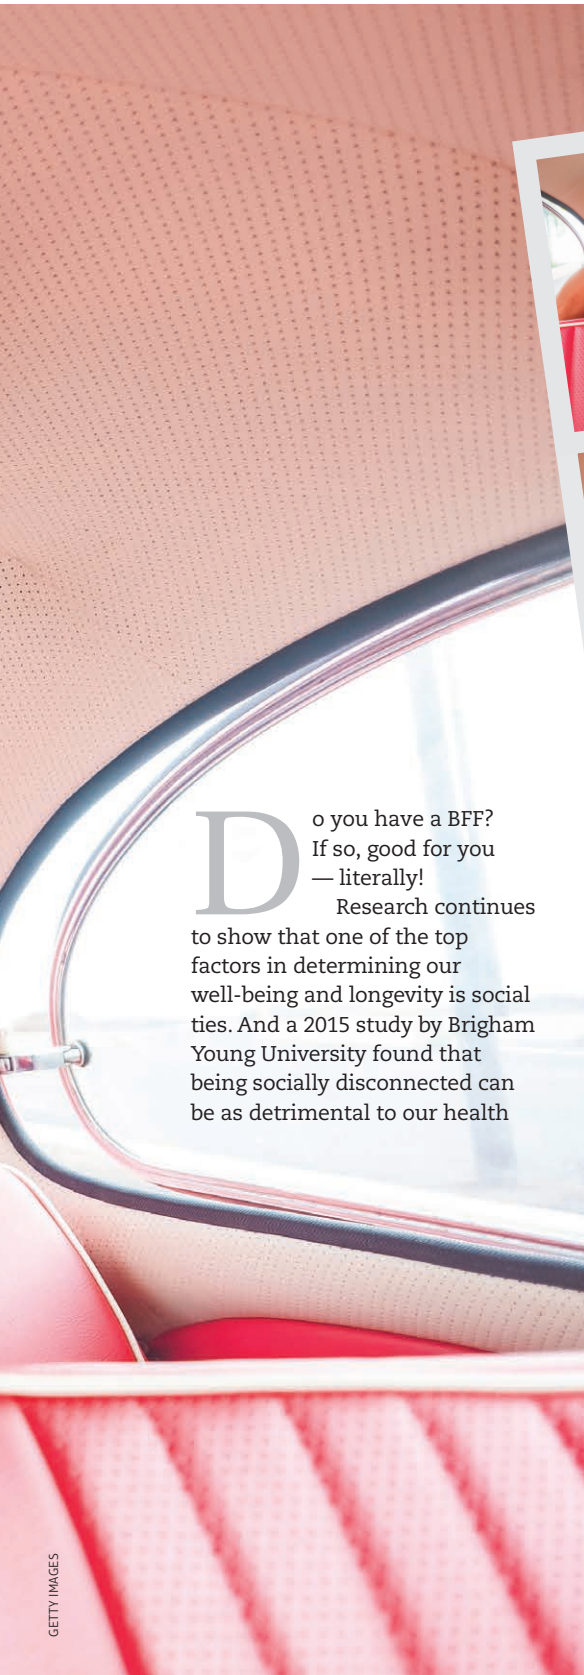 Do you have a BFF?
If so, good for you
— literally!
Research continues
to show that one of the top
factors in determining our
well-being and longevity is social
ties. And a 2015 study by Brigham
Young University found that
being socially disconnected can
be as detrimental to our health
GETTY IMAGES